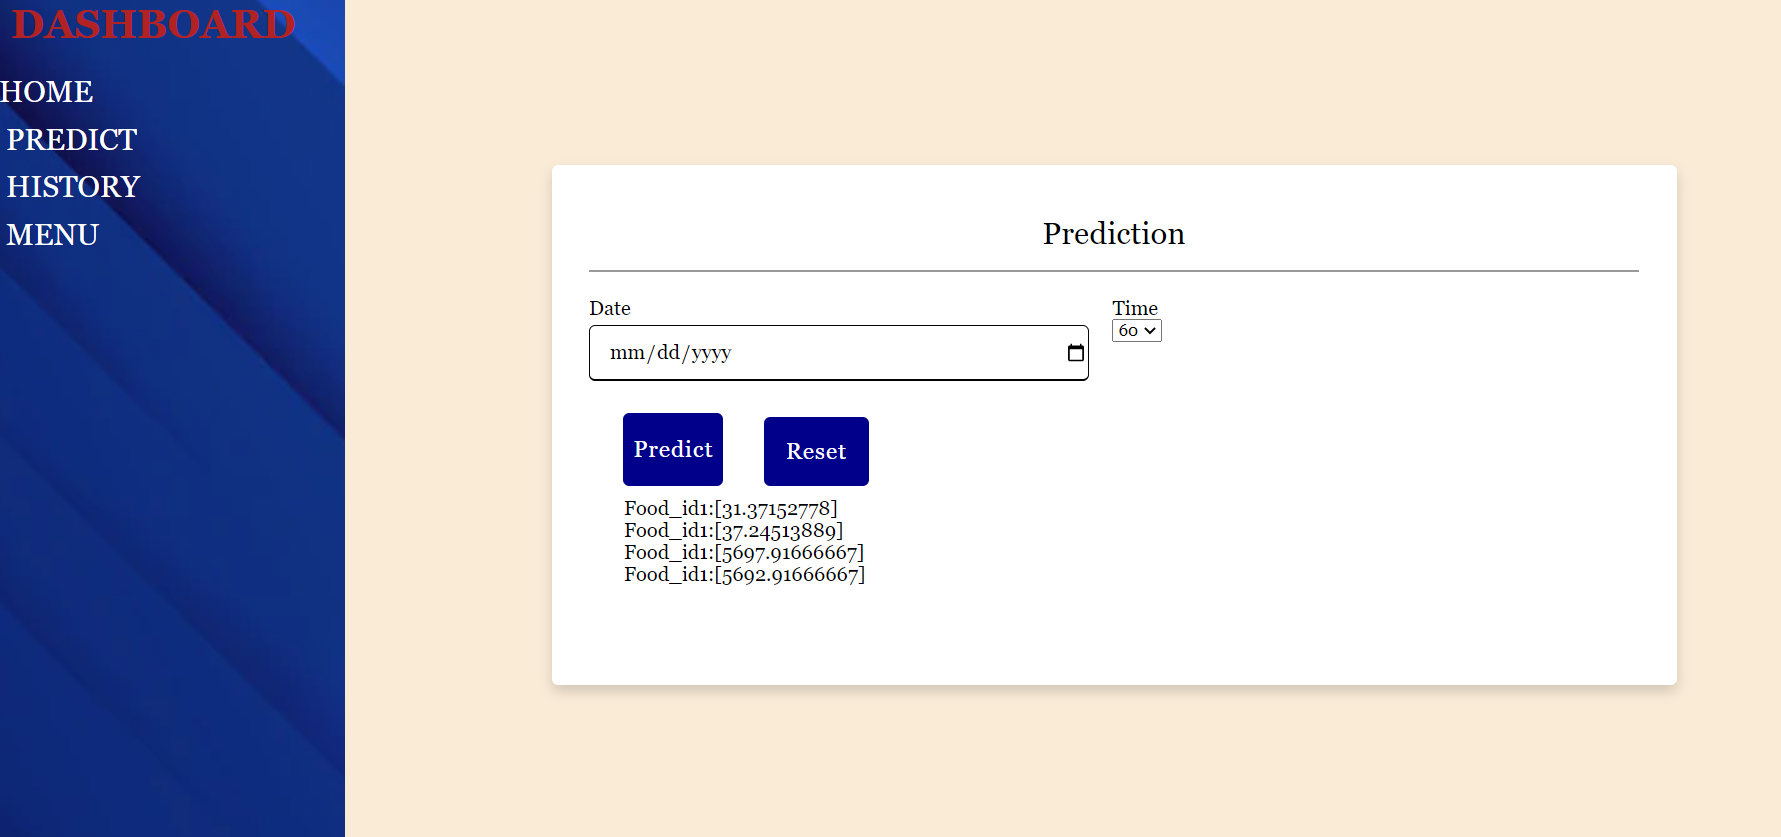 DASHBOARD
HOME
PREDICT
HISTORY
MENU
Prediction
Date
Time
mm/dd/yyyy
60
Predict
Reset
Food_id1:[31.37152778]
Food_id1:[37.24513889]
Food_id1:[5697.91666667]
Food_id1:[5692.91666667]